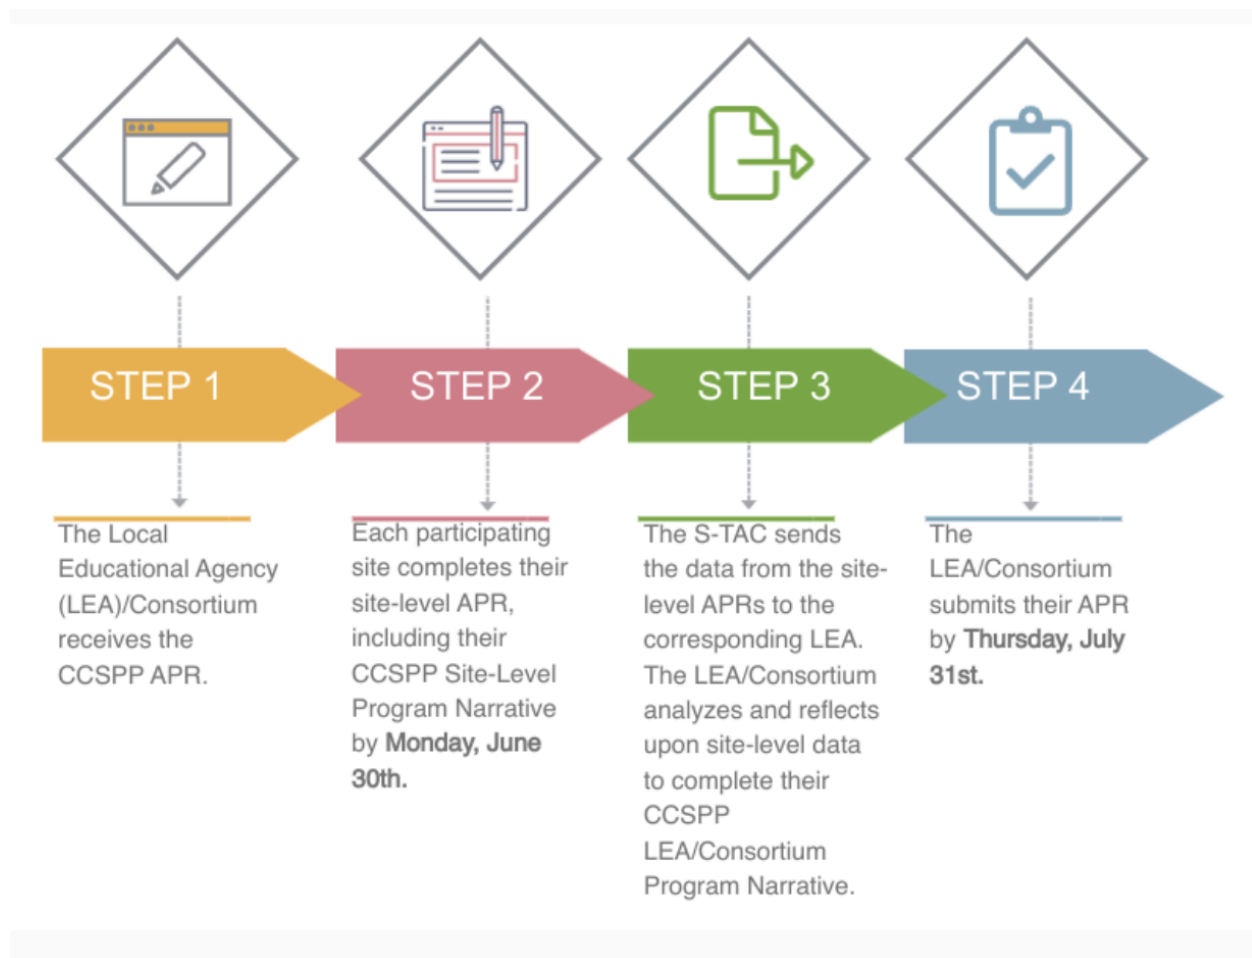 STEP 1
STEP 2
STEP 3
STEP 4
The Local
Educational Agency
(LEA)/Consortium
receives the
CCSPP APR.
Each participating
site completes their
site-level APR,
including their
CCSPP Site-Level
Program Narrative
by Monday, June
30th.
The S-TAC sends
the data from the site-
level APRs to the
corresponding LEA.
The LEA/Consortium
analyzes and reflects
upon site-level data
to complete their
CCSPP
LEA/Consortium
Program Narrative.
The
LEA/Consortium
submits their APR
by Thursday, July
31st.